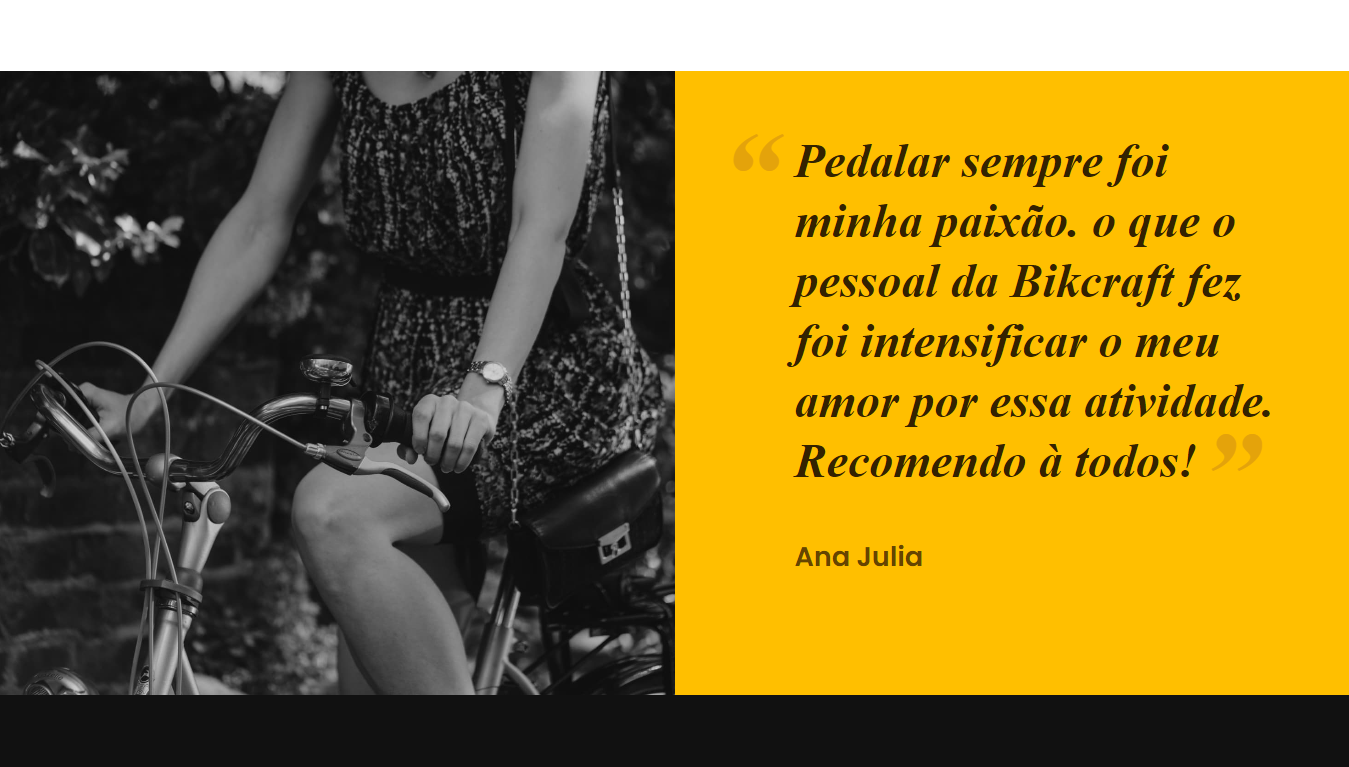 “ Pedalar sempre foi
minha paixão. o que o
pessoal da Bikcraft fez
foi intensificar o meu
amor por essa atividade.
Recomendo à todos! ”
Ana Julia